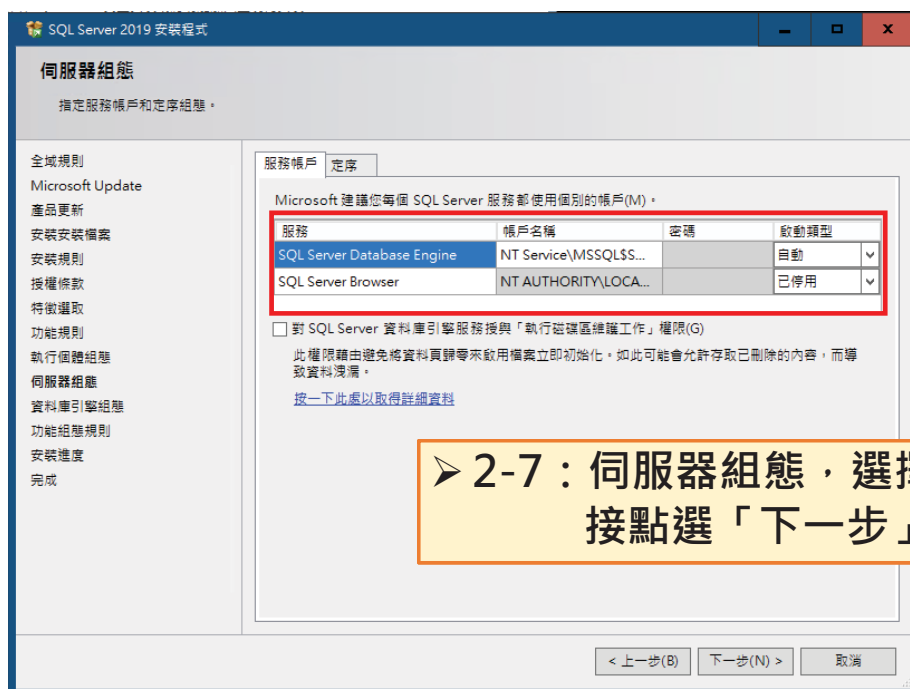 SQL Server 2019 安裝程式
伺服器組態
指定服務帳戶和定序組態。
全域規則
Microsoft Update
產品更新
安裝安裝檔案
安裝規則
授權條款
特徵選取
功能規則
執行個體組態
伺服器組態
資料庫引擎組態
功能組態規則
安裝進度
完成
服務帳戶 定序
Microsoft 建議您每個 SQL Server 服務都使用個別的帳戶(M)。
服務 帳戶名稱 密碼 啟動類型
SQL Server Database Engine NT Service\MSSQL$S... 自動
SQL Server Browser NT AUTHORITY\LOCA... 已停用
對 SQL Server 資料庫引擎服務授與「執行磁碟區維護工作」權限(G)
此權限藉由避免將資料頁歸零來啟用檔案立即初始化。如此可能會允許存取已刪除的內容，而導
致資料洩漏。
按一下此處以取得詳細資料
➢ 2-7：伺服器組態，選
接點選「下一步」
< 上一步(B) 下一步(N) > 取消